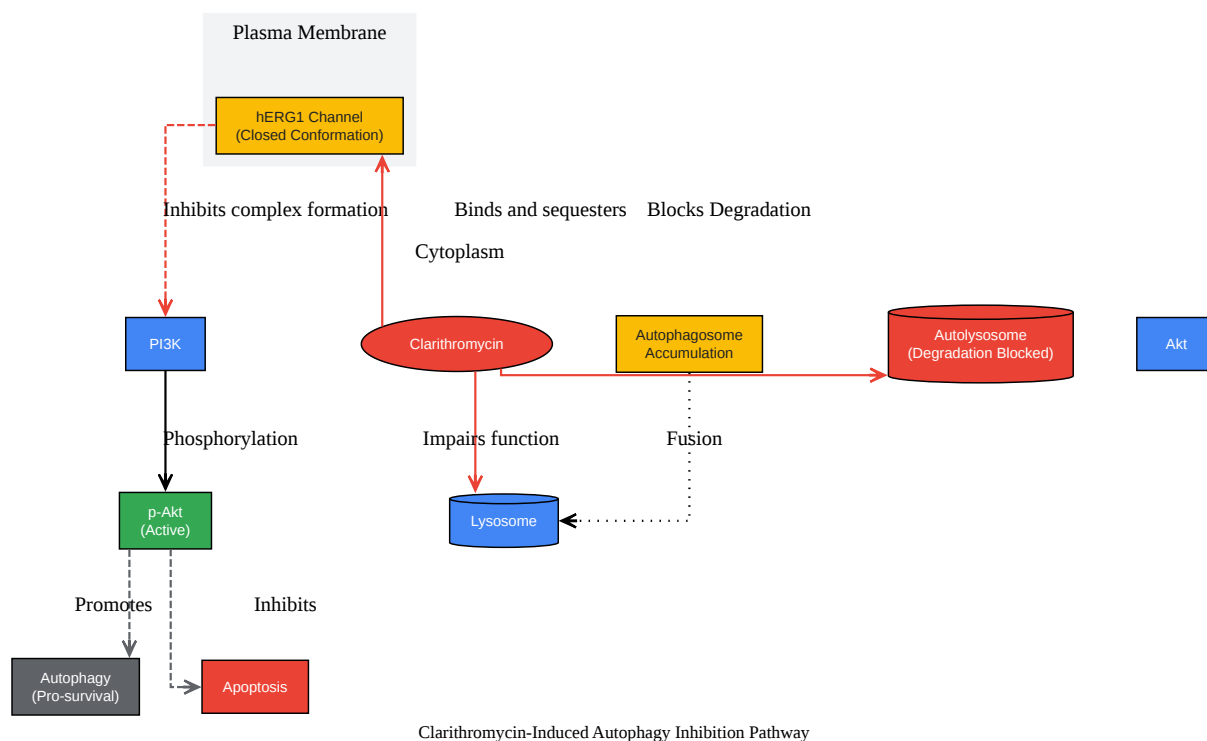 Plasma Membrane
hERG1 Channel
(Closed Conformation)
Inhibits complex formation
Binds and sequesters
Blocks Degradation
Cytoplasm
PI3K
Clarithromycin
Autophagosome
Accumulation
Autolysosome
(Degradation Blocked)
Akt
Phosphorylation
Impairs function
Fusion
p-Akt
(Active)
Lysosome
Promotes
Inhibits
Autophagy
(Pro-survival)
Apoptosis
Clarithromycin-Induced Autophagy Inhibition Pathway